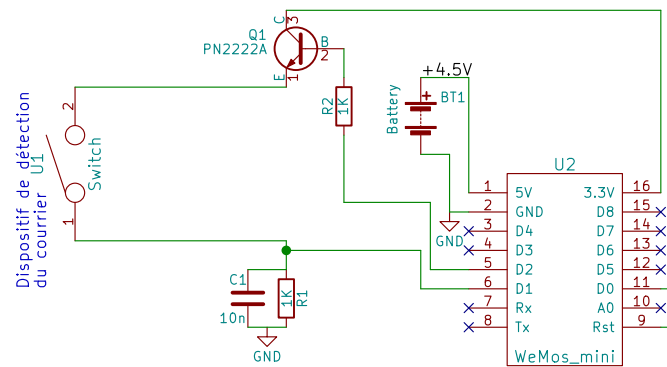 C
3
Q1
PN2222A
B
2
E
1
+4.5V
+
BT1
Battery
R2
1K
2
U1
Switch
1
Dispositif de détection
du courrier
U2
1 5V 3.3V 16
2 GND D8 15
3 D4 D7 14
4 D3 D6 13
5 D2 D5 12
6 D1 D0 11
7 Rx A0 10
8 Tx Rst 9
WeMos_mini
GND
C1
10n
1K
R1
GND